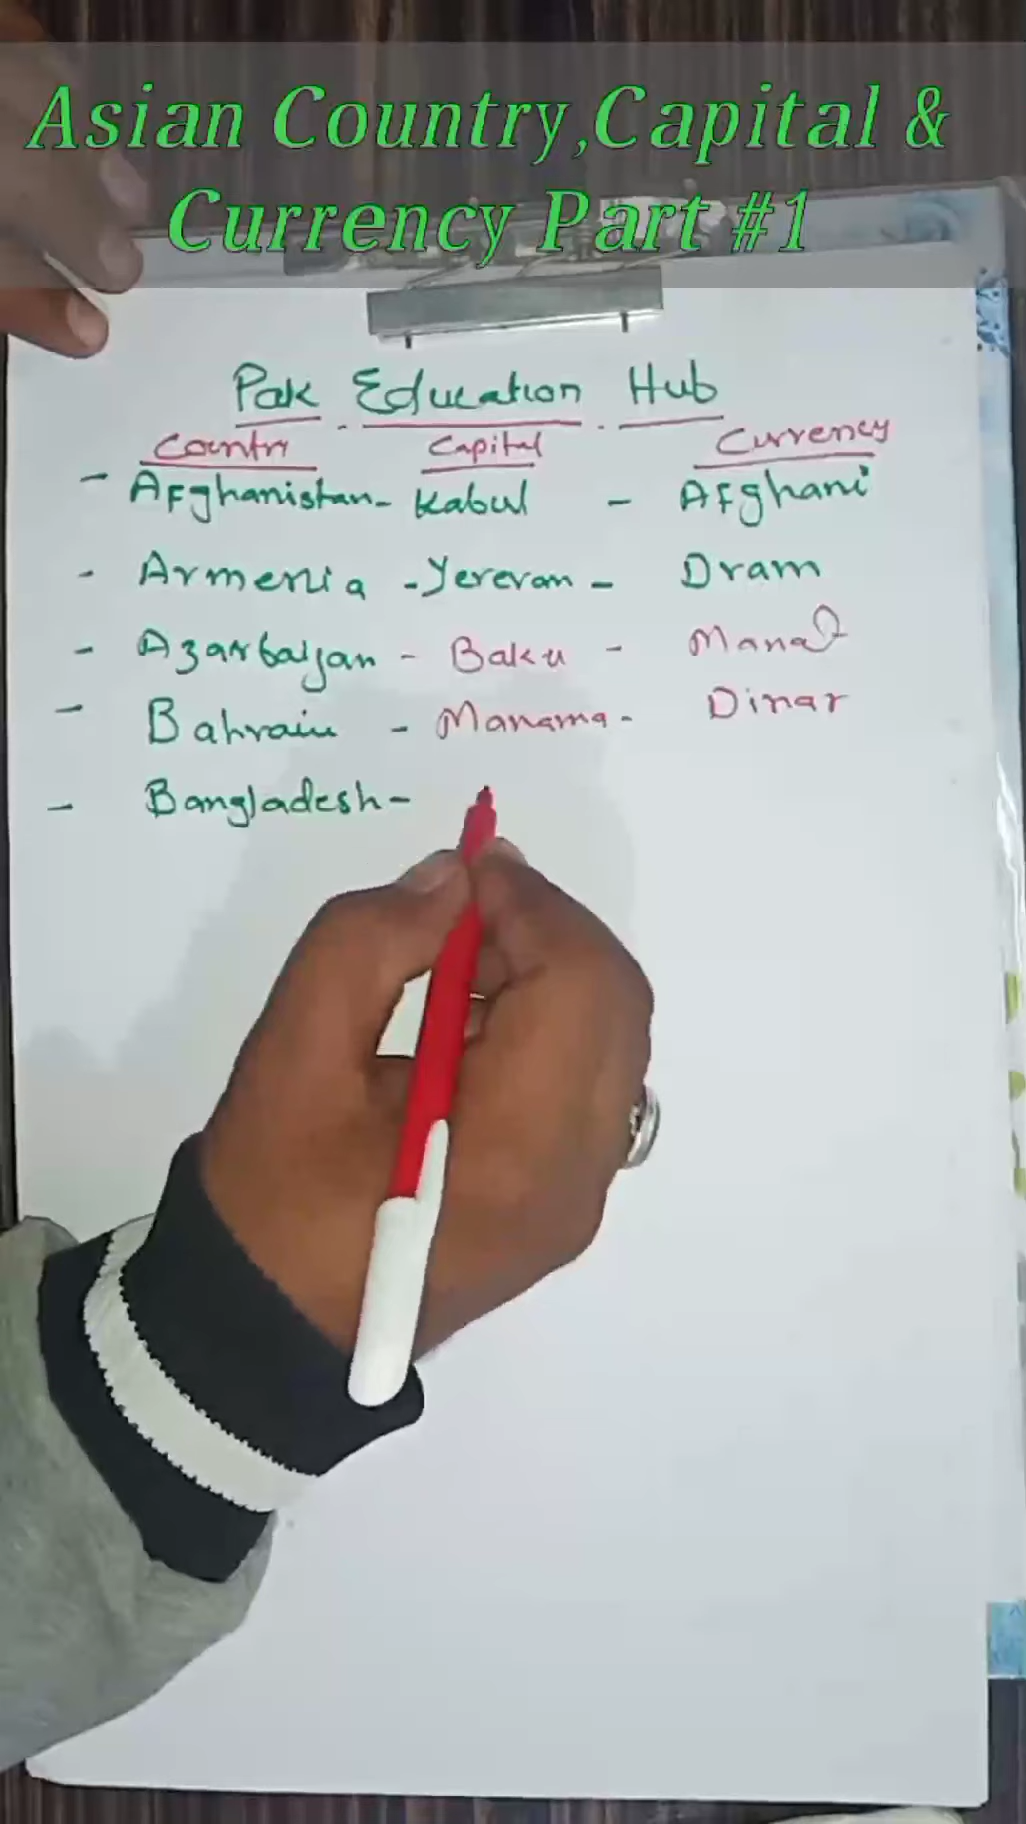 Asian Country,Capital &
Currency Part #1
Pak Education Hub
Country Capital Currency
- Afghanistan - Kabul - Afghani
- Armenia - Yerevan - Dram
- Azarbaijan - Baku - Manat
- Bahrain - Manama - Dinar
- Bangladesh -